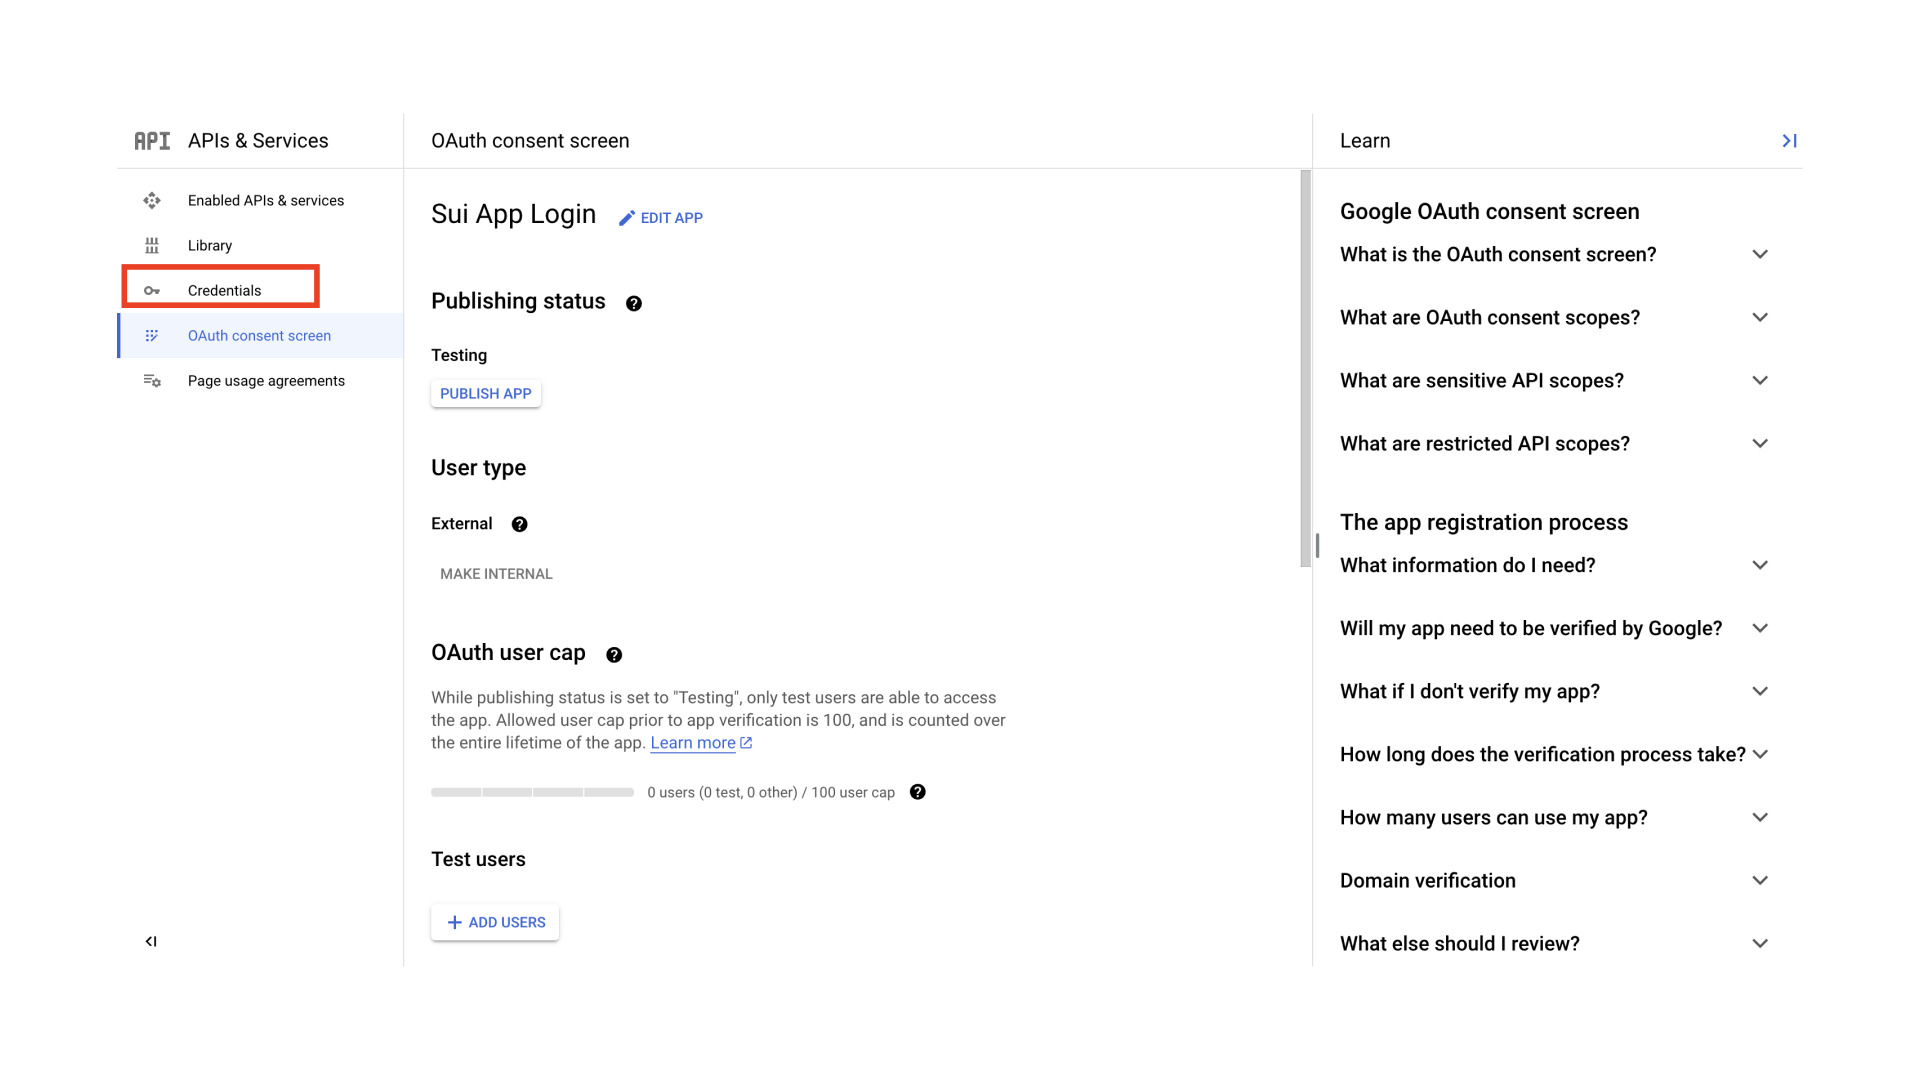 API APIs & Services
Enabled APIs & services
Library
Credentials
OAuth consent screen
Page usage agreements
OAuth consent screen
Sui App Login
EDIT APP
Publishing status
Testing
PUBLISH APP
User type
External
MAKE INTERNAL
OAuth user cap
While publishing status is set to "Testing", only test users are able to access
the app. Allowed user cap prior to app verification is 100, and is counted over
the entire lifetime of the app. Learn more
0 users (0 test, 0 other) / 100 user cap
Test users
ADD USERS
Learn
Google OAuth consent screen
What is the OAuth consent screen?
What are OAuth consent scopes?
What are sensitive API scopes?
What are restricted API scopes?
The app registration process
What information do I need?
Will my app need to be verified by Google?
What if I don't verify my app?
How long does the verification process take?
How many users can use my app?
Domain verification
What else should I review?